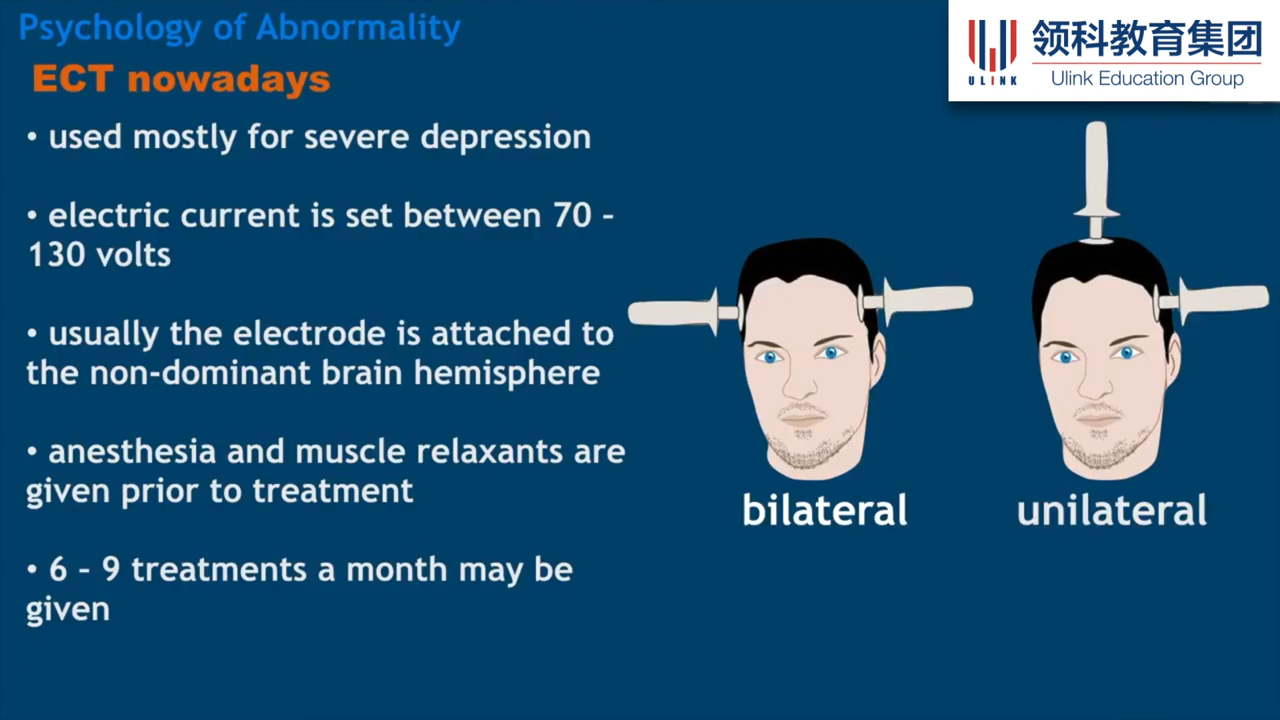 Psychology of Abnormality
ECT nowadays
• used mostly for severe depression
• electric current is set between 70 –
130 volts
• usually the electrode is attached to
the non-dominant brain hemisphere
• anesthesia and muscle relaxants are
given prior to treatment
• 6 – 9 treatments a month may be
given
ULINK
领科教育集团
Ulink Education Group
bilateral
unilateral